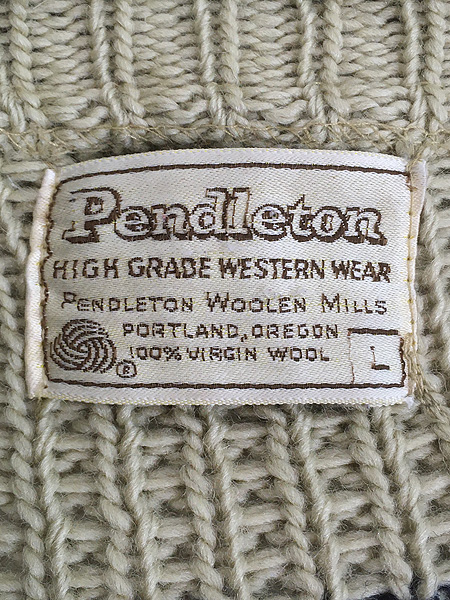 Pendleton
HIGH GRADE WESTERN WEAR
PENDLETON WOOLEN MILLS
PORTLAND, OREGON
100% VIRGIN WOOL
®
L